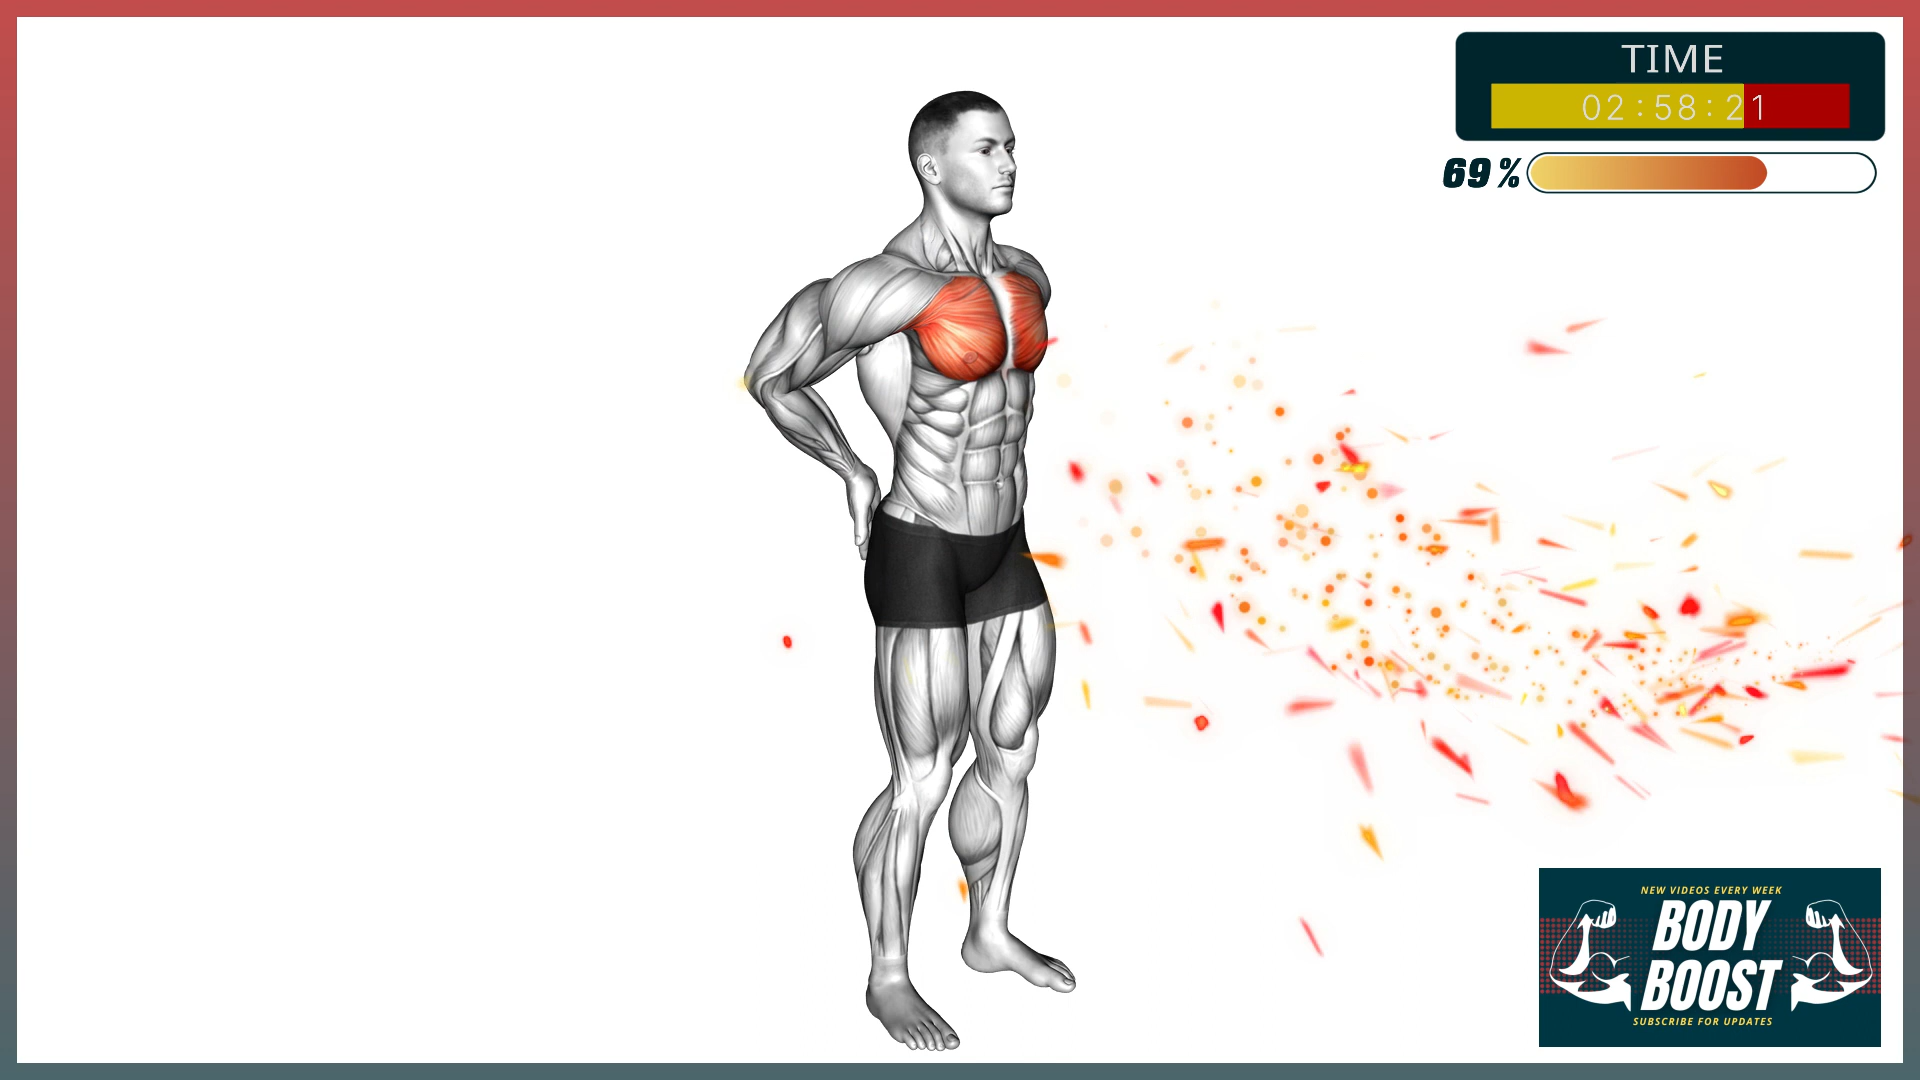 TIME
02:58:21
69%
NEW VIDEOS EVERY WEEK
BODY
BOOST
SUBSCRIBE FOR UPDATES